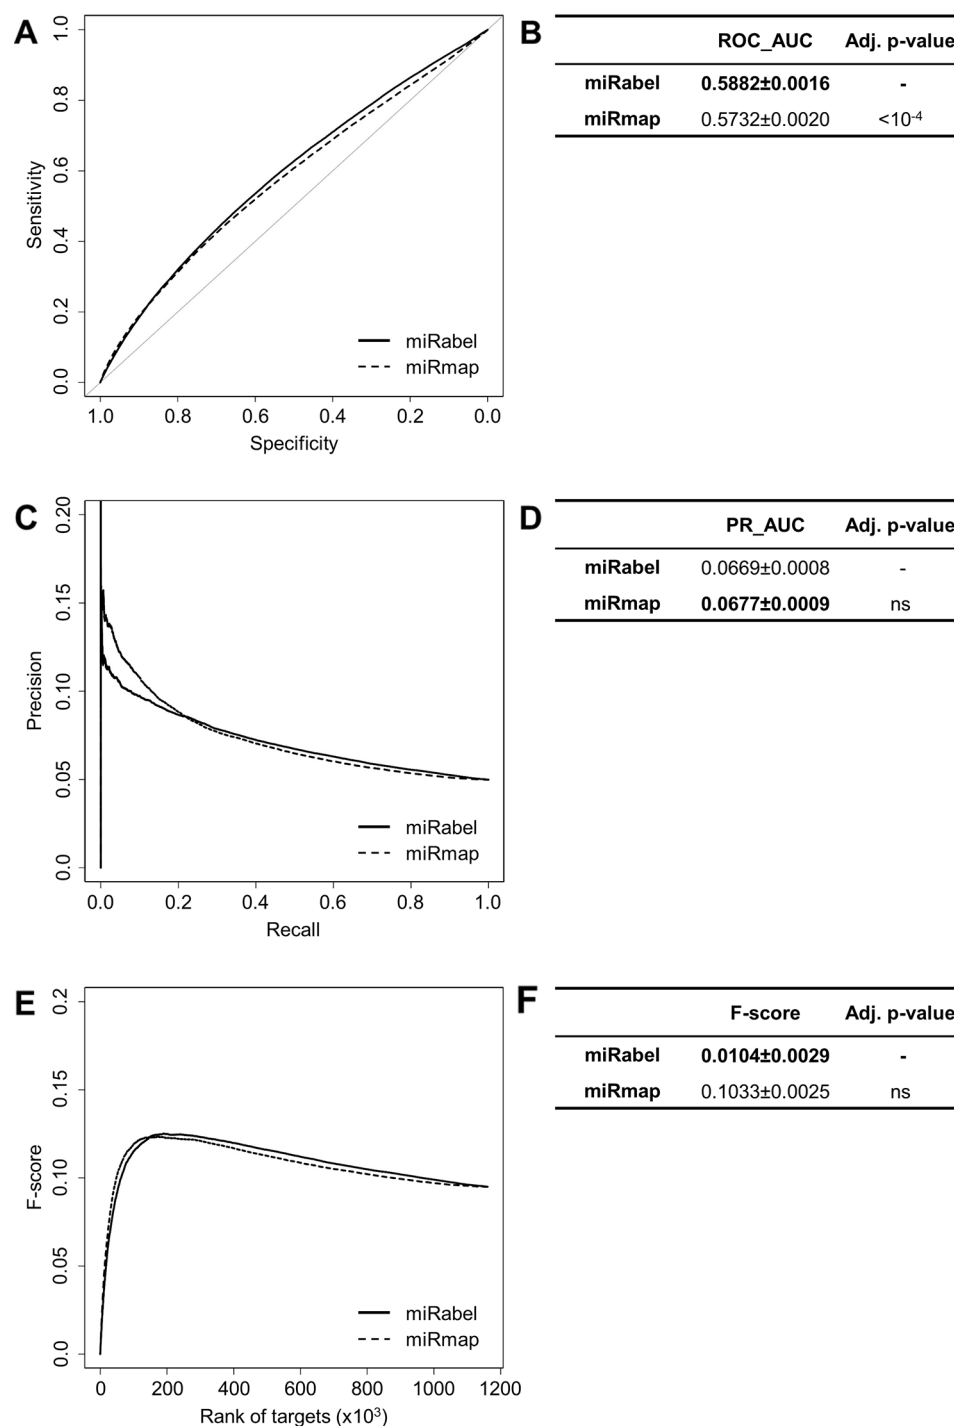 A
1.0
0.8
0.6
0.4
0.2
0.0
Sensitivity
miRabel
miRmap
1.0 0.8 0.6 0.4 0.2 0.0
Specificity
B
ROC_AUC Adj. p-value
miRabel 0.5882±0.0016 -
miRmap 0.5732±0.0020 <10⁻⁴
C
0.20
0.15
0.10
0.05
0.0
Precision
miRabel
miRmap
0.0 0.2 0.4 0.6 0.8 1.0
Recall
D
PR_AUC Adj. p-value
miRabel 0.0669±0.0008 -
miRmap 0.0677±0.0009 ns
E
0.2
0.15
0.10
0.05
0.0
F-score
miRabel
miRmap
0 200 400 600 800 1000 1200
Rank of targets (x10³)
F
F-score Adj. p-value
miRabel 0.0104±0.0029 -
miRmap 0.1033±0.0025 ns